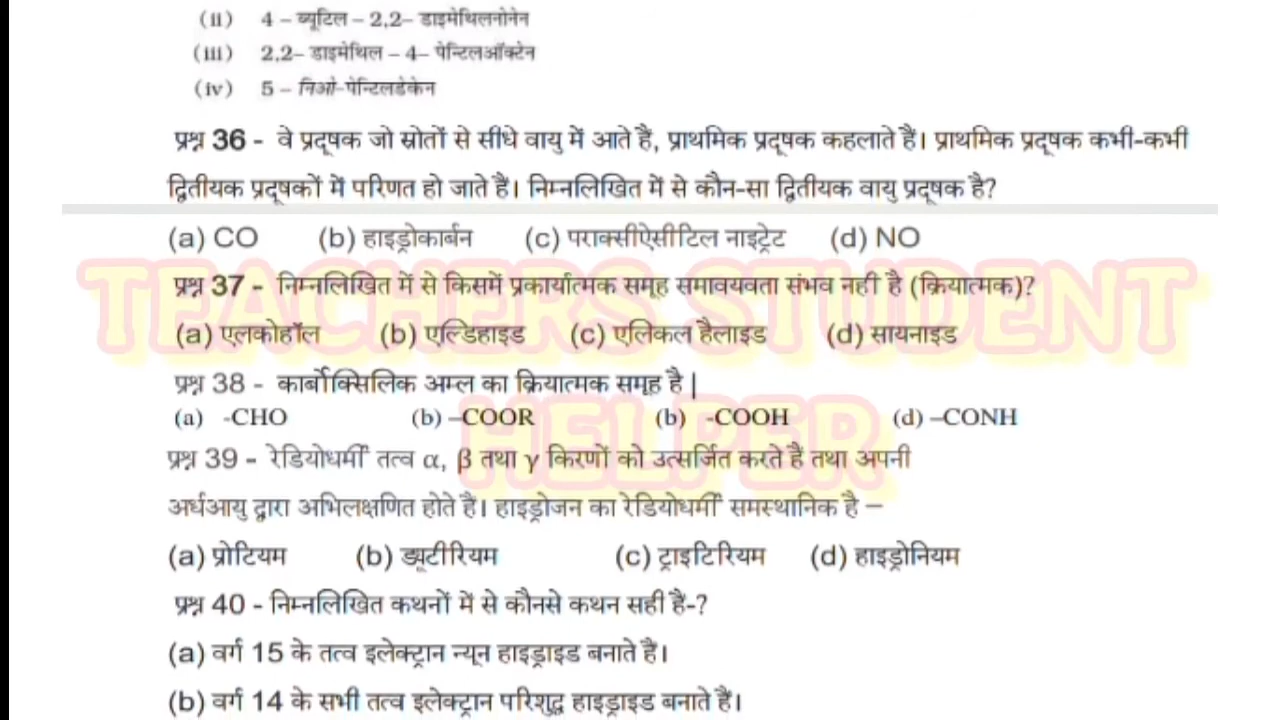 (ii) 4 – ब्यूटिल – 2,2– डाइमेथिलनोनेन
(iii) 2,2– डाइमेथिल – 4– पेन्टिलऑक्टेन
(iv) 5 – निओ-पेन्टिलडेकेन
प्रश्न 36 - वे प्रदूषक जो स्रोतों से सीधे वायु में आते हैं, प्राथमिक प्रदूषक कहलाते हैं। प्राथमिक प्रदूषक कभी-कभी
द्वितीयक प्रदूषकों में परिणत हो जाते हैं। निम्नलिखित में से कौन-सा द्वितीयक वायु प्रदूषक है?
(a) CO (b) हाइड्रोकार्बन (c) पराक्सीऐसीटिल नाइट्रेट (d) NO
प्रश्न 37 - निम्नलिखित में से किसमें प्रकार्यात्मक समूह समावयवता संभव नही है (क्रियात्मक)?
(a) एलकोहॉल (b) एल्डिहाइड (c) एलिकल हैलाइड (d) सायनाइड
प्रश्न 38 - कार्बोक्सिलिक अम्ल का क्रियात्मक समूह है |
(a) -CHO (b) –COOR (b) -COOH (d) –CONH
प्रश्न 39 - रेडियोधर्मी तत्व α, β तथा γ किरणों को उत्सर्जित करते हैं तथा अपनी
अर्धआयु द्वारा अभिलक्षणित होते हैं। हाइड्रोजन का रेडियोधर्मी समस्थानिक है –
(a) प्रोटियम (b) ड्यूटीरियम (c) ट्राइटिरियम (d) हाइड्रोनियम
प्रश्न 40 - निम्नलिखित कथनों में से कौनसे कथन सही है-?
(a) वर्ग 15 के तत्व इलेक्ट्रान न्यून हाइड्राइड बनाते हैं।
(b) वर्ग 14 के सभी तत्व इलेक्ट्रान परिशुद्ध हाइड्राइड बनाते हैं।
TEACHERS STUDENT
HELPER